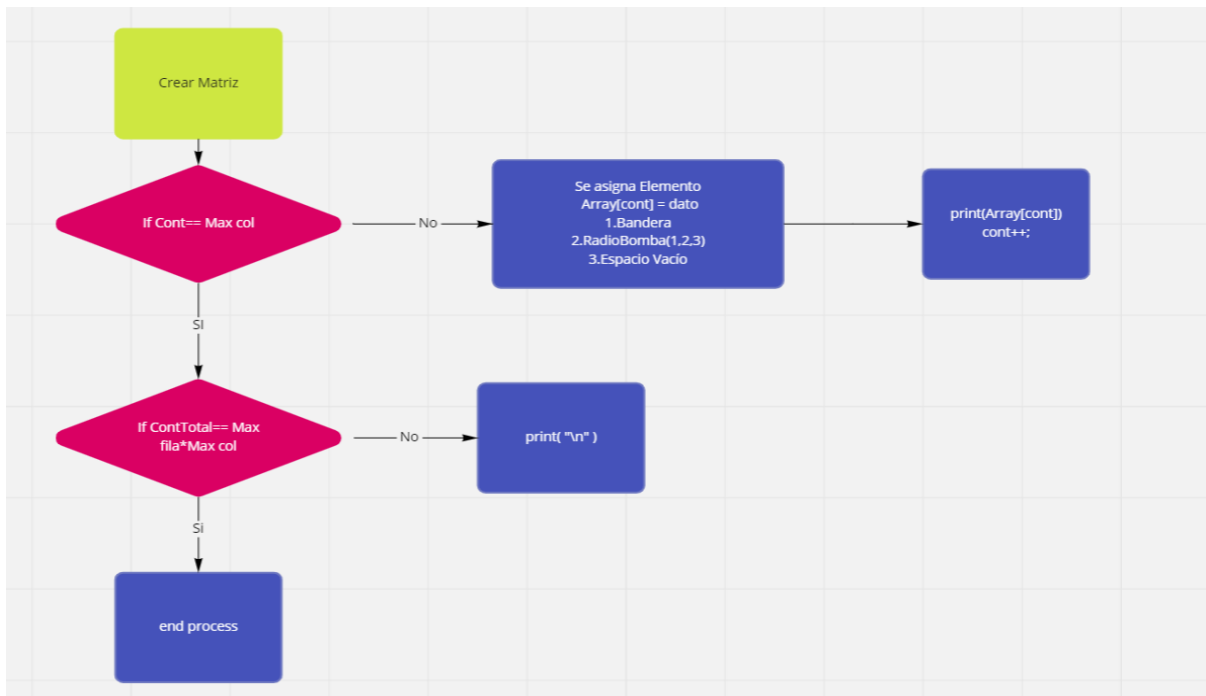 Crear Matriz
If Cont== Max col
No
Se asigna Elemento
Array[cont] = dato
1.Bandera
2.RadioBomba(1,2,3)
3.Espacio Vacío
print(Array[cont])
cont++;
SI
If ContTotal== Max
fila*Max col
No
print( "\n" )
Si
end process